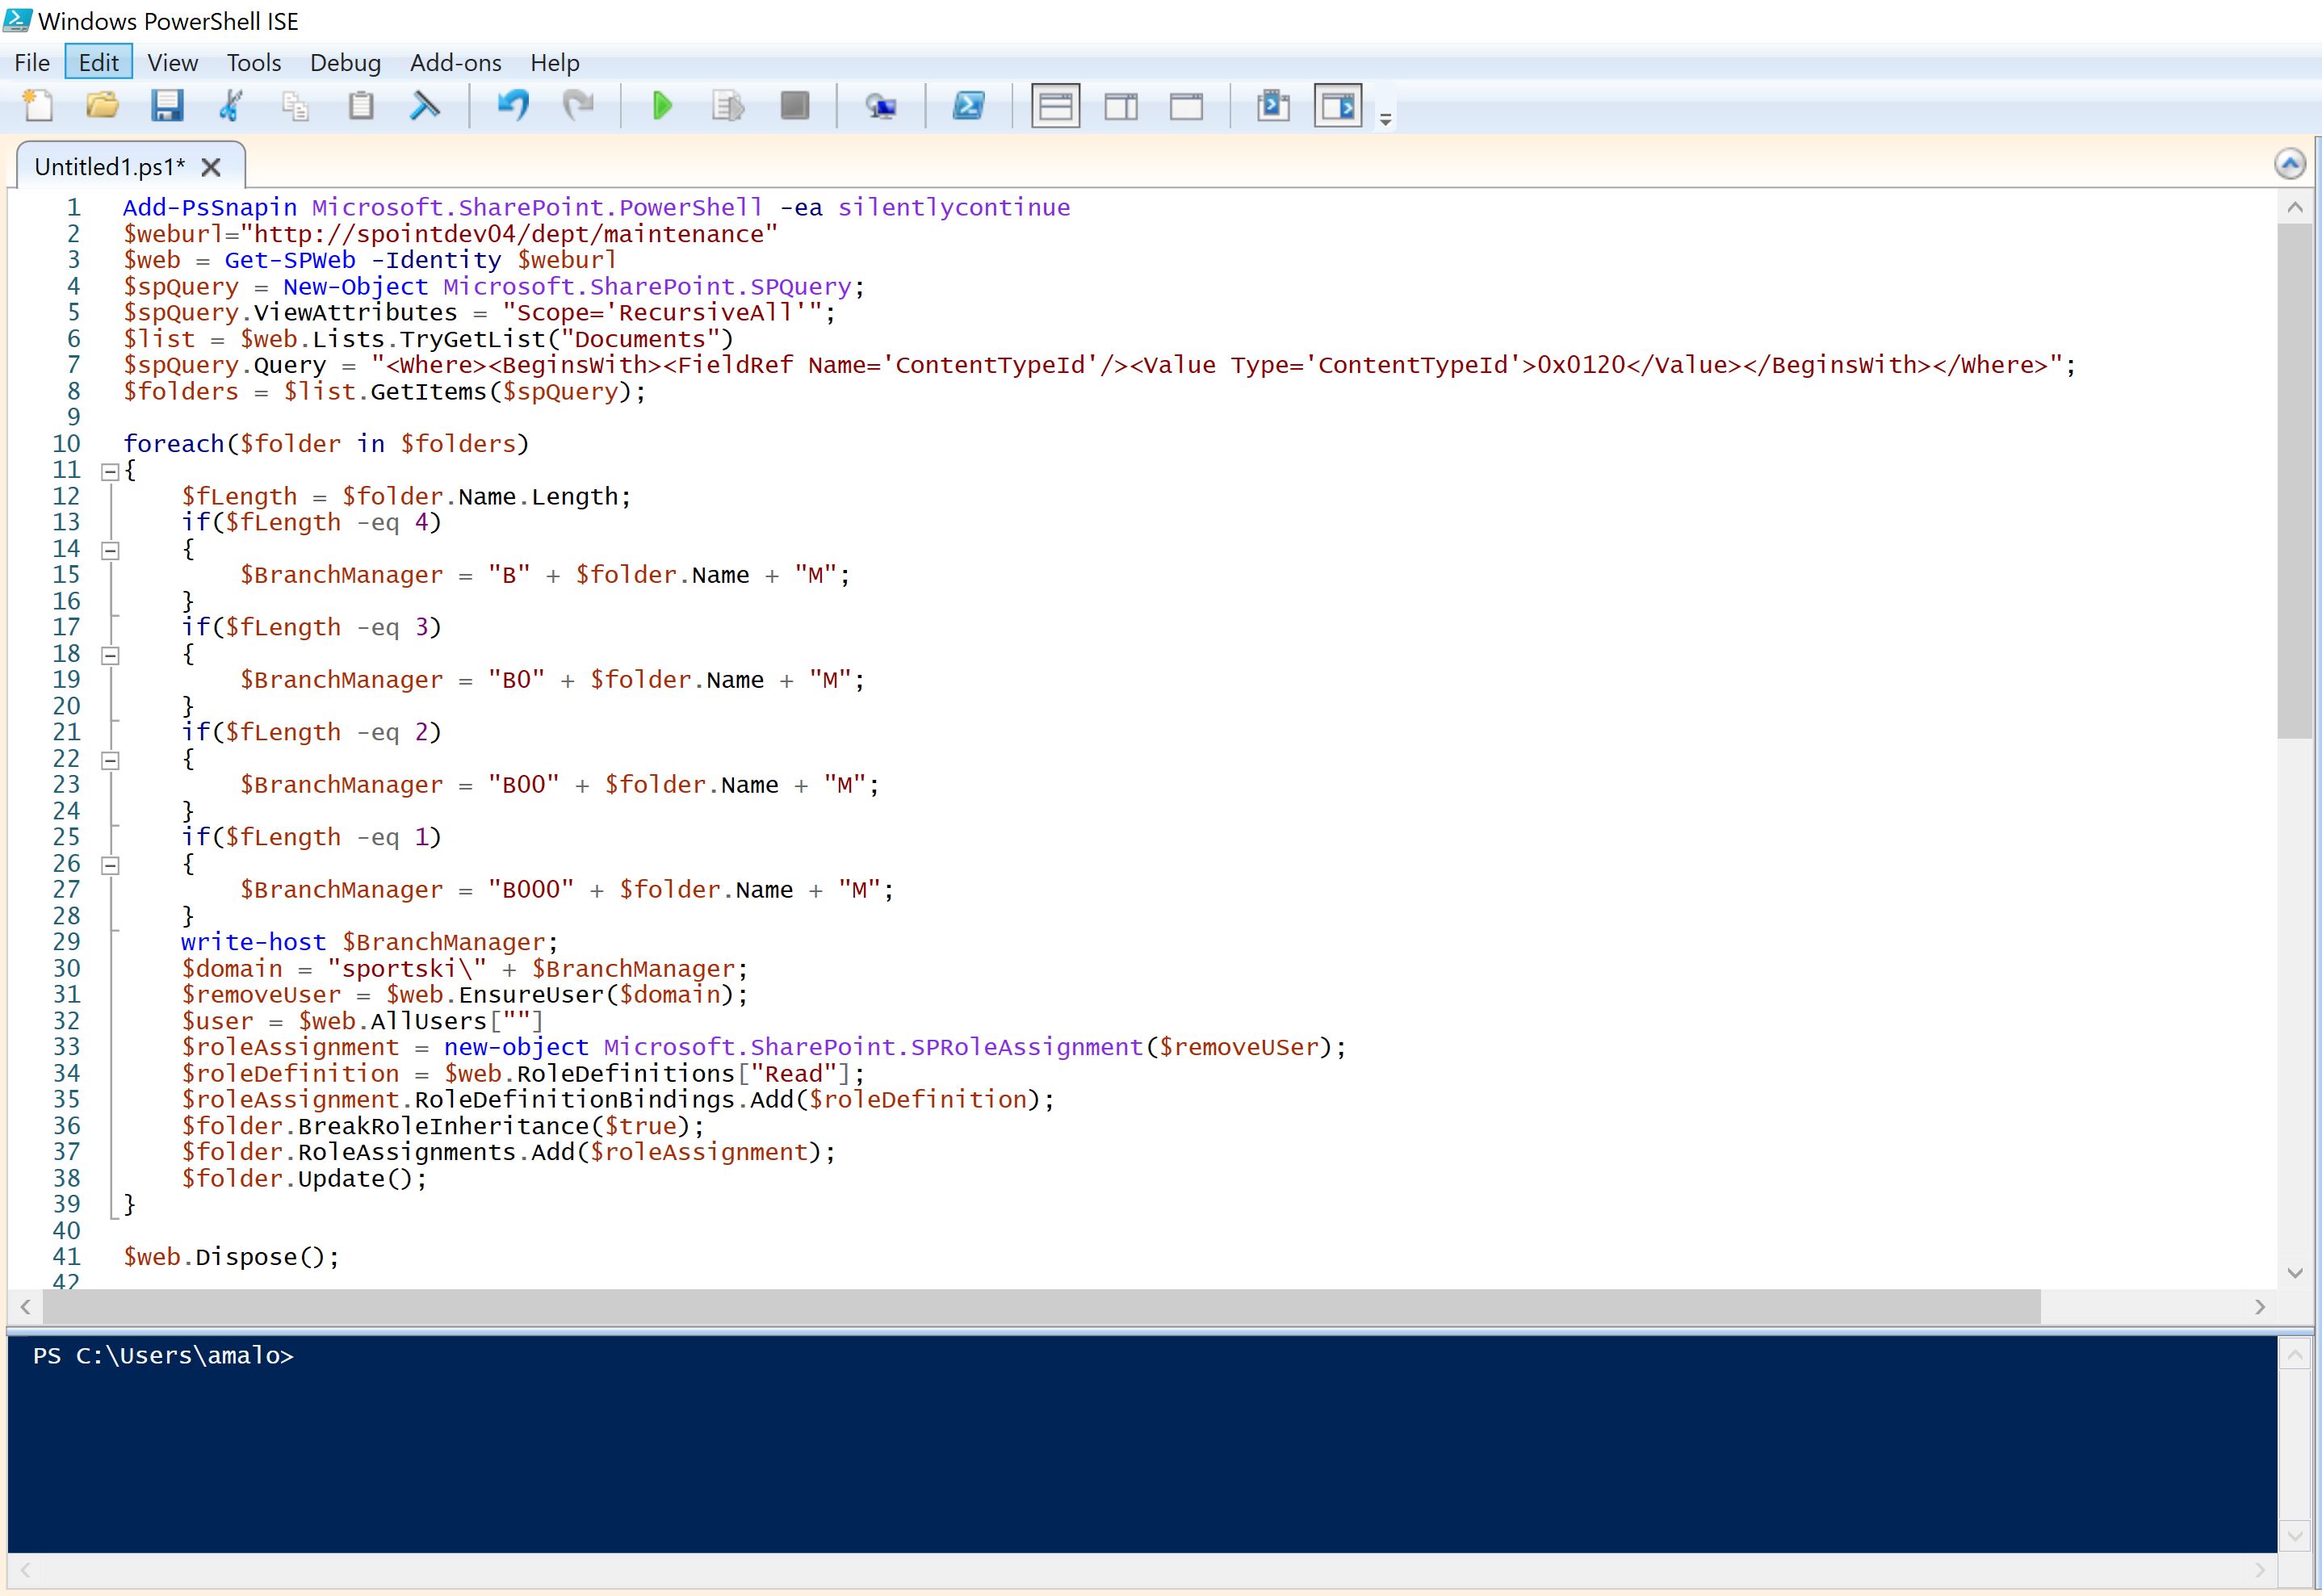 Windows PowerShell ISE
File Edit View Tools Debug Add-ons Help
Untitled1.ps1*
1 Add-PsSnapin Microsoft.SharePoint.PowerShell -ea silentlycontinue
2 $weburl="http://spointdev04/dept/maintenance"
3 $web = Get-SPWeb -Identity $weburl
4 $spQuery = New-Object Microsoft.SharePoint.SPQuery;
5 $spQuery.ViewAttributes = "Scope='RecursiveAll'";
6 $list = $web.Lists.TryGetList("Documents")
7 $spQuery.Query = "<Where><BeginsWith><FieldRef Name='ContentTypeId'/><Value Type='ContentTypeId'>0x0120</Value></BeginsWith></Where>";
8 $folders = $list.GetItems($spQuery);
9
10 foreach($folder in $folders)
11 {
12     $fLength = $folder.Name.Length;
13     if($fLength -eq 4)
14     {
15         $BranchManager = "B" + $folder.Name + "M";
16     }
17     if($fLength -eq 3)
18     {
19         $BranchManager = "B0" + $folder.Name + "M";
20     }
21     if($fLength -eq 2)
22     {
23         $BranchManager = "B00" + $folder.Name + "M";
24     }
25     if($fLength -eq 1)
26     {
27         $BranchManager = "B000" + $folder.Name + "M";
28     }
29     write-host $BranchManager;
30     $domain = "sportski\" + $BranchManager;
31     $removeUser = $web.EnsureUser($domain);
32     $user = $web.AllUsers[""]
33     $roleAssignment = new-object Microsoft.SharePoint.SPRoleAssignment($removeUSer);
34     $roleDefinition = $web.RoleDefinitions["Read"];
35     $roleAssignment.RoleDefinitionBindings.Add($roleDefinition);
36     $folder.BreakRoleInheritance($true);
37     $folder.RoleAssignments.Add($roleAssignment);
38     $folder.Update();
39 }
40
41 $web.Dispose();
42
PS C:\Users\amalo>